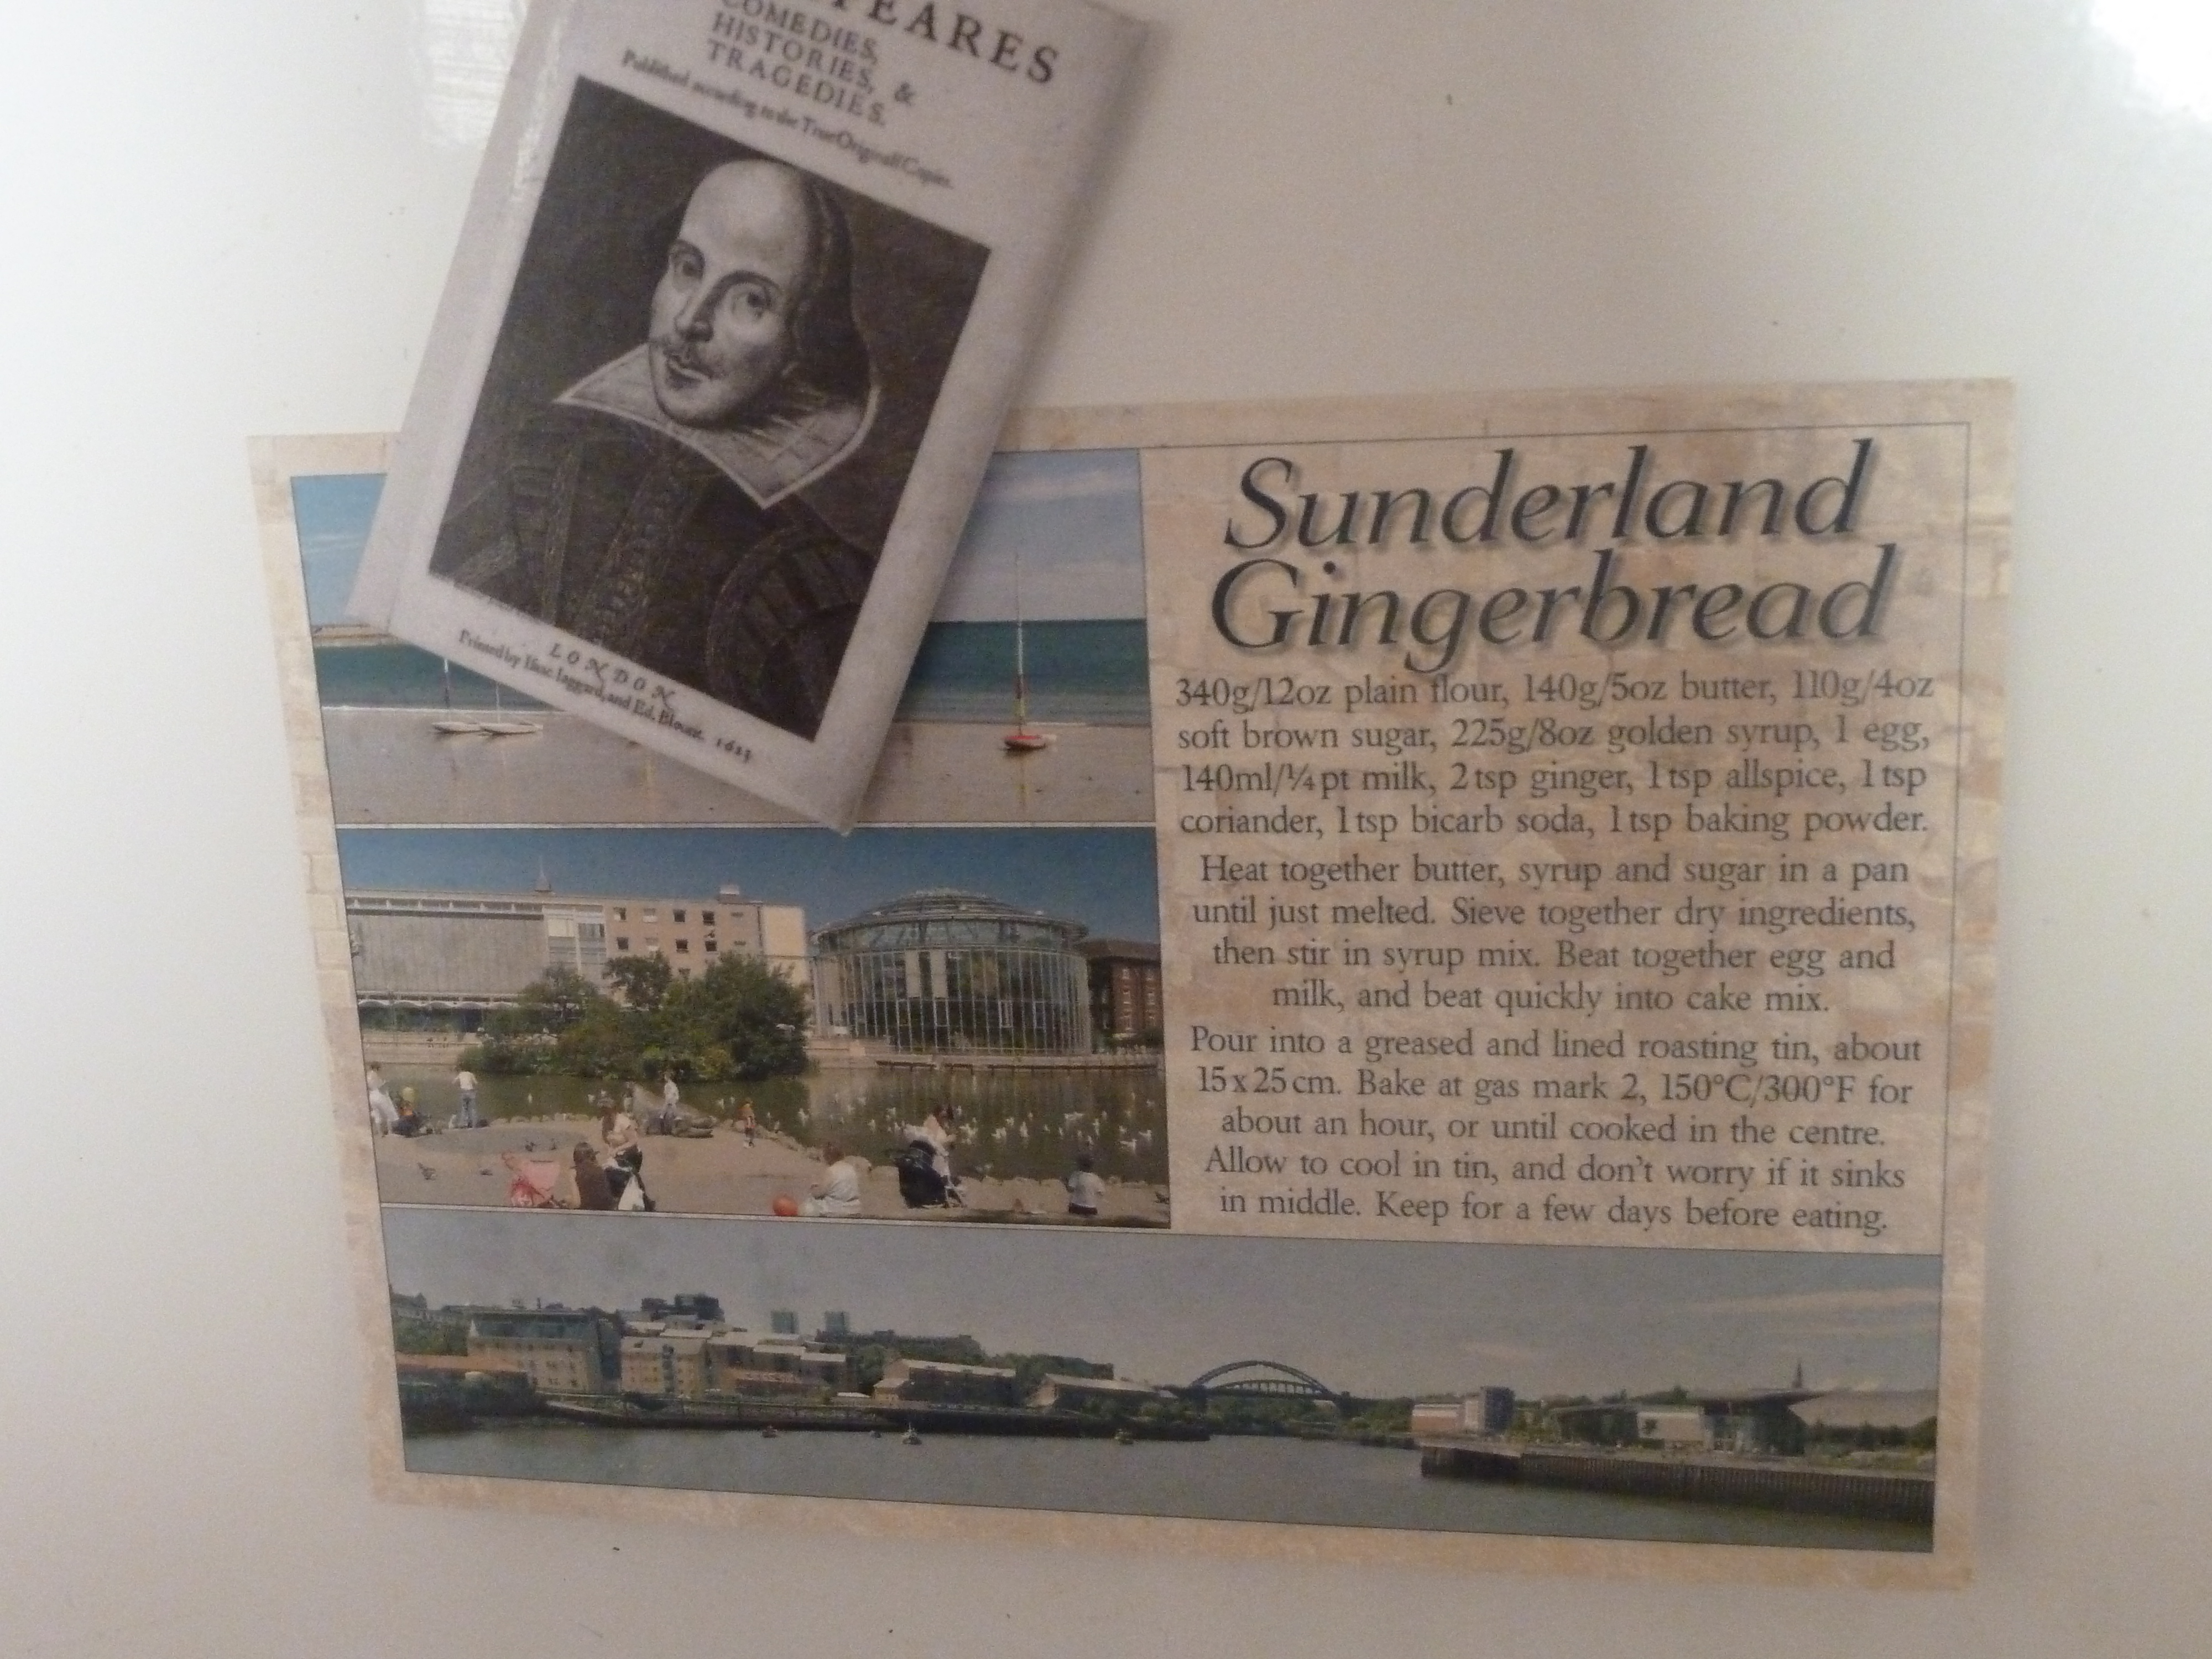 COMEDIES,
HISTORIES, &
TRAGEDIES.
Published according to the True Originall Copies.
LONDON
Printed by Isaac Iaggard, and Ed. Blount. 1623
Sunderland
Gingerbread
340g/12oz plain flour, 140g/5oz butter, 110g/4oz
soft brown sugar, 225g/8oz golden syrup, 1 egg,
140ml/¼pt milk, 2tsp ginger, 1tsp allspice, 1tsp
coriander, 1tsp bicarb soda, 1tsp baking powder.
Heat together butter, syrup and sugar in a pan
until just melted. Sieve together dry ingredients,
then stir in syrup mix. Beat together egg and
milk, and beat quickly into cake mix.
Pour into a greased and lined roasting tin, about
15x25cm. Bake at gas mark 2, 150°C/300°F for
about an hour, or until cooked in the centre.
Allow to cool in tin, and don't worry if it sinks
in middle. Keep for a few days before eating.